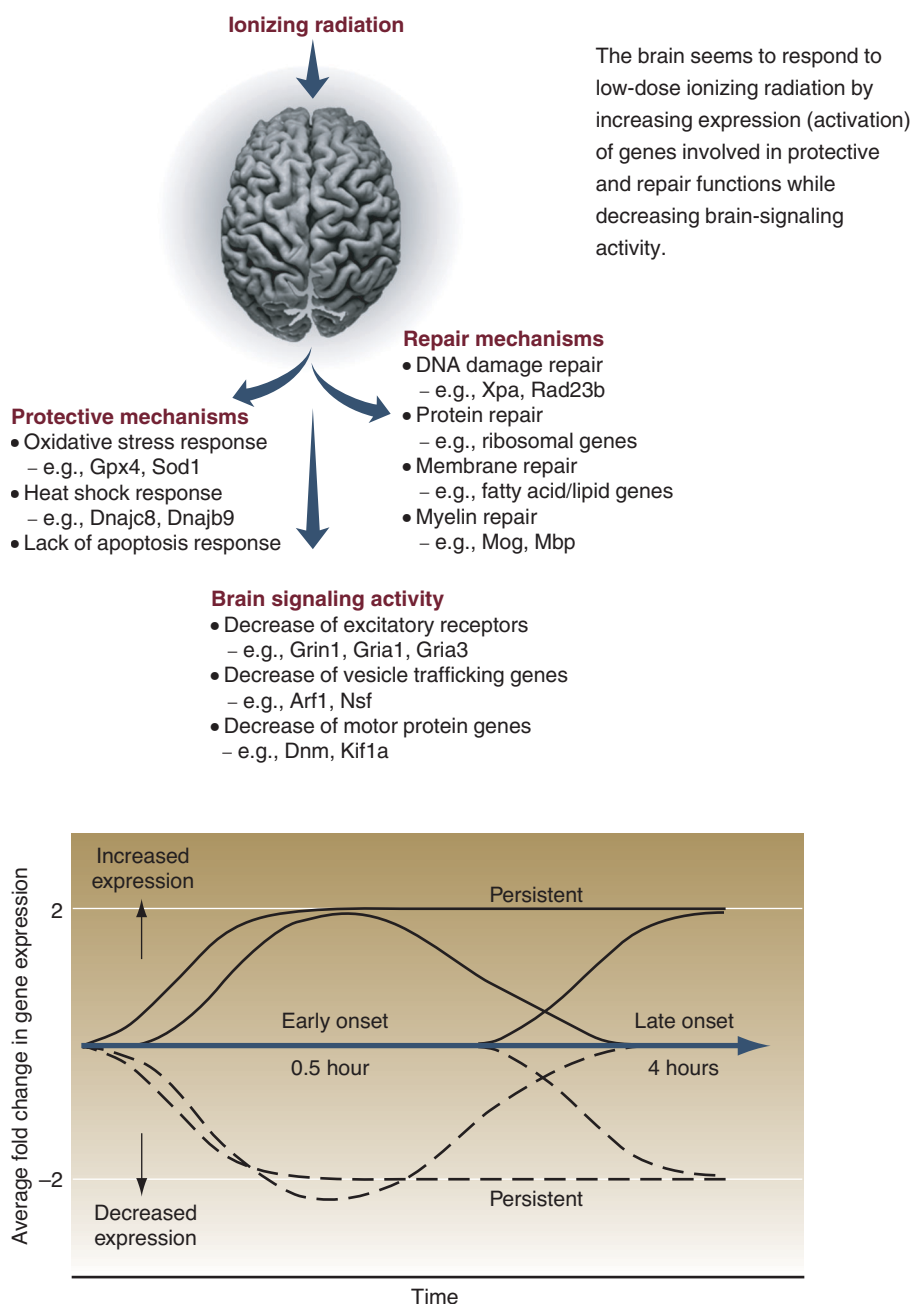 Ionizing radiation
The brain seems to respond to
low-dose ionizing radiation by
increasing expression (activation)
of genes involved in protective
and repair functions while
decreasing brain-signaling
activity.
Repair mechanisms
• DNA damage repair
– e.g., Xpa, Rad23b
• Protein repair
– e.g., ribosomal genes
• Membrane repair
– e.g., fatty acid/lipid genes
• Myelin repair
– e.g., Mog, Mbp
Protective mechanisms
• Oxidative stress response
– e.g., Gpx4, Sod1
• Heat shock response
– e.g., Dnajc8, Dnajb9
• Lack of apoptosis response
Brain signaling activity
• Decrease of excitatory receptors
– e.g., Grin1, Gria1, Gria3
• Decrease of vesicle trafficking genes
– e.g., Arf1, Nsf
• Decrease of motor protein genes
– e.g., Dnm, Kif1a
Average fold change in gene expression
Increased
expression
2
Persistent
Early onset
Late onset
0.5 hour
4 hours
–2
Persistent
Decreased
expression
Time